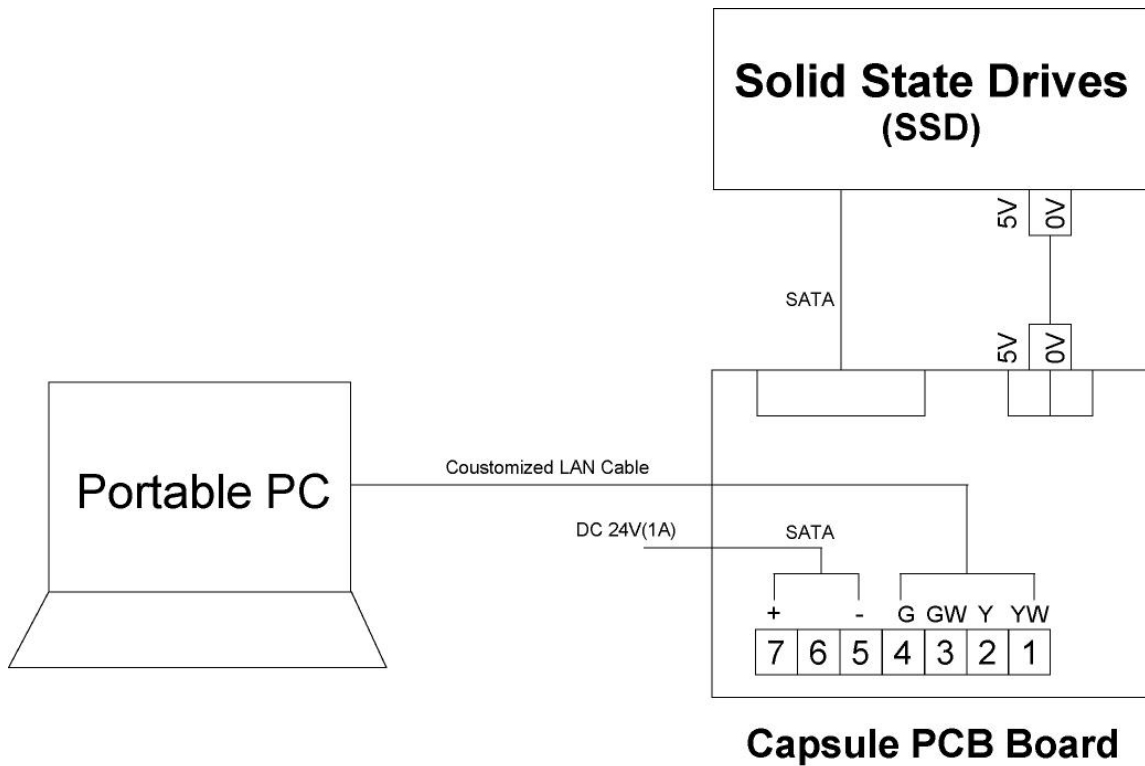 Solid State Drives
(SSD)
5V
0V
SATA
5V
0V
Portable PC
Coustomized LAN Cable
DC 24V(1A)
SATA
+ - G GW Y YW
7 6 5 4 3 2 1
Capsule PCB Board